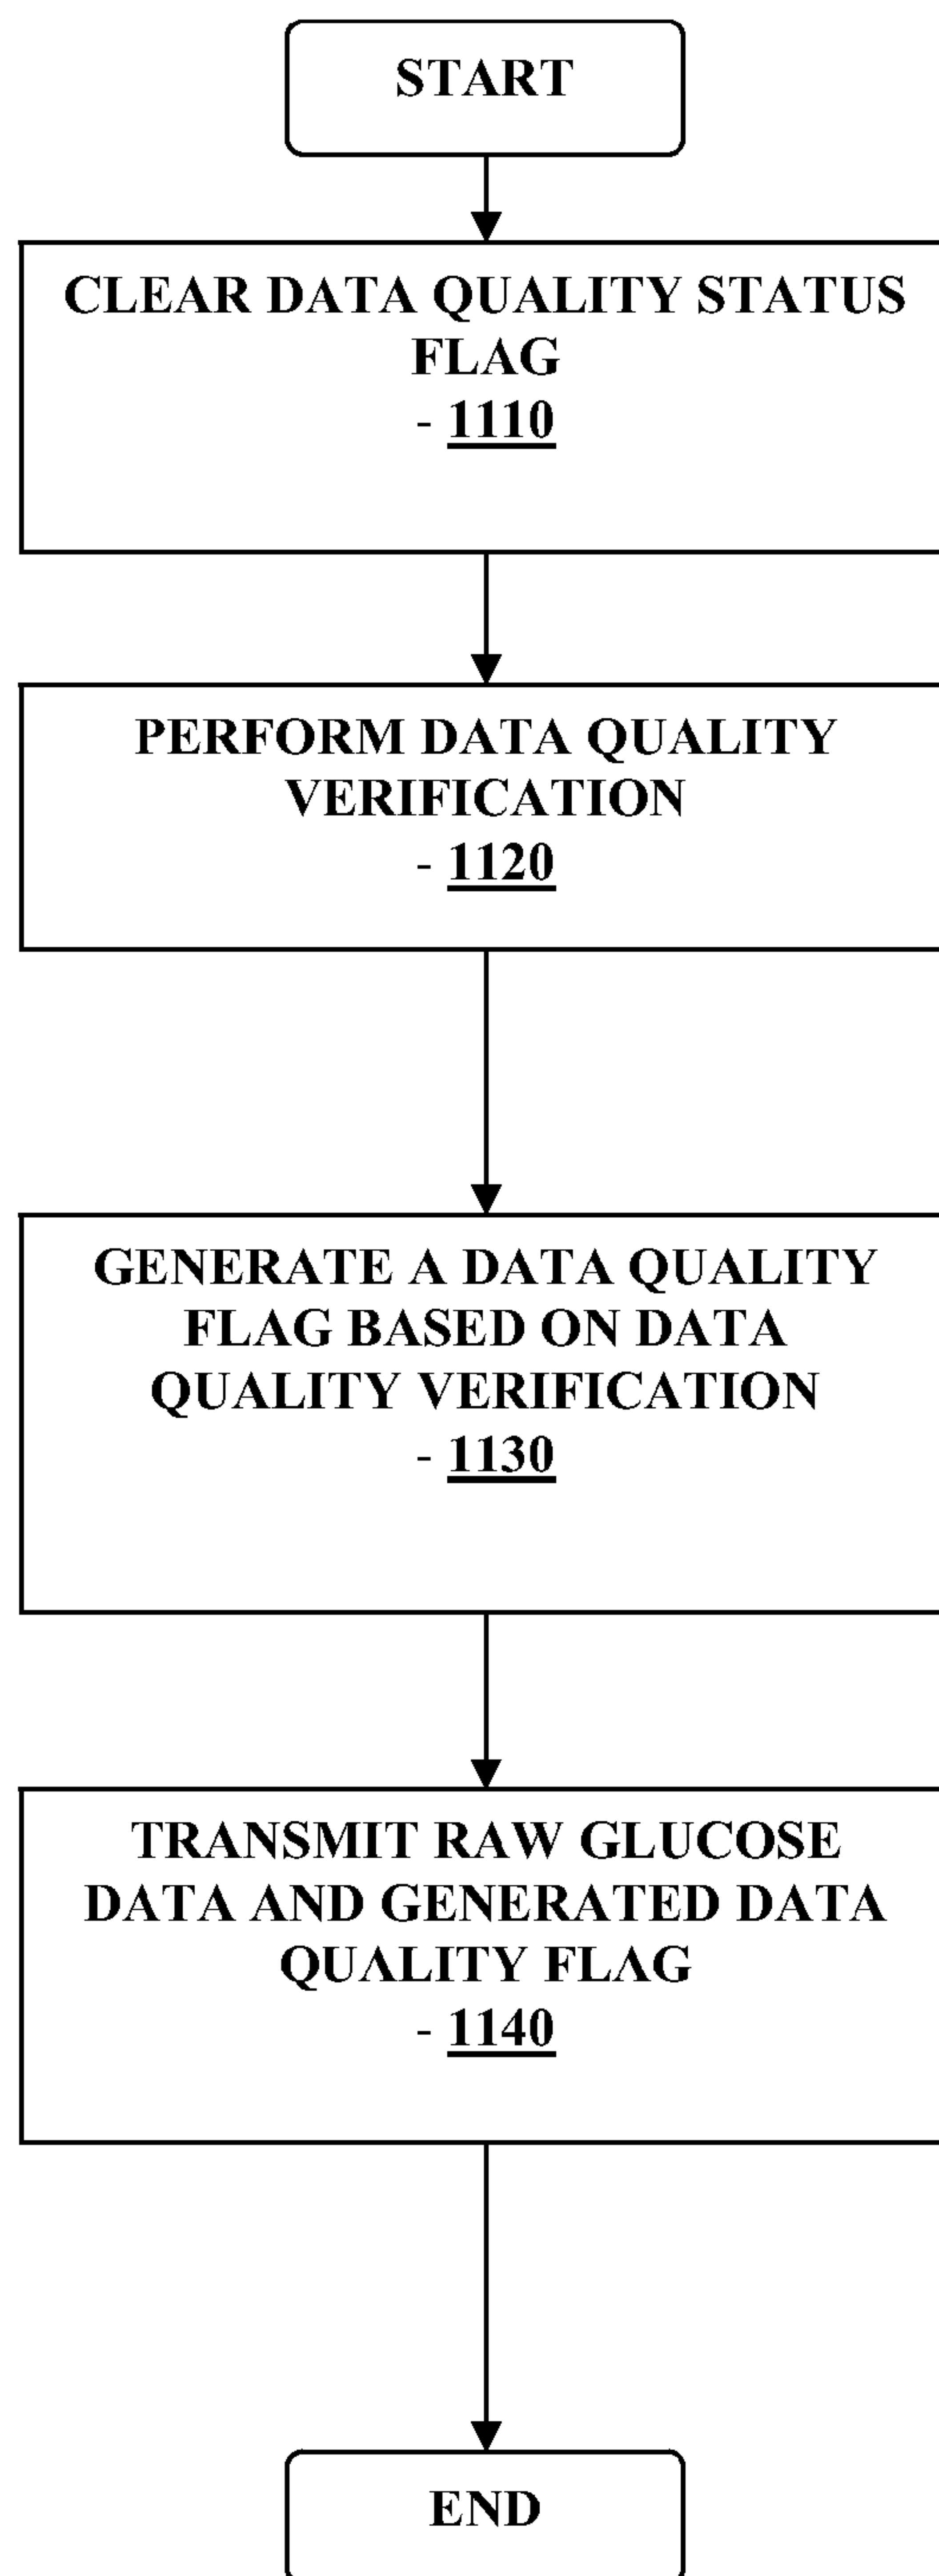 START
CLEAR DATA QUALITY STATUS
FLAG
- 1110
PERFORM DATA QUALITY
VERIFICATION
- 1120
GENERATE A DATA QUALITY
FLAG BASED ON DATA
QUALITY VERIFICATION
- 1130
TRANSMIT RAW GLUCOSE
DATA AND GENERATED DATA
QUALITY FLAG
- 1140
END